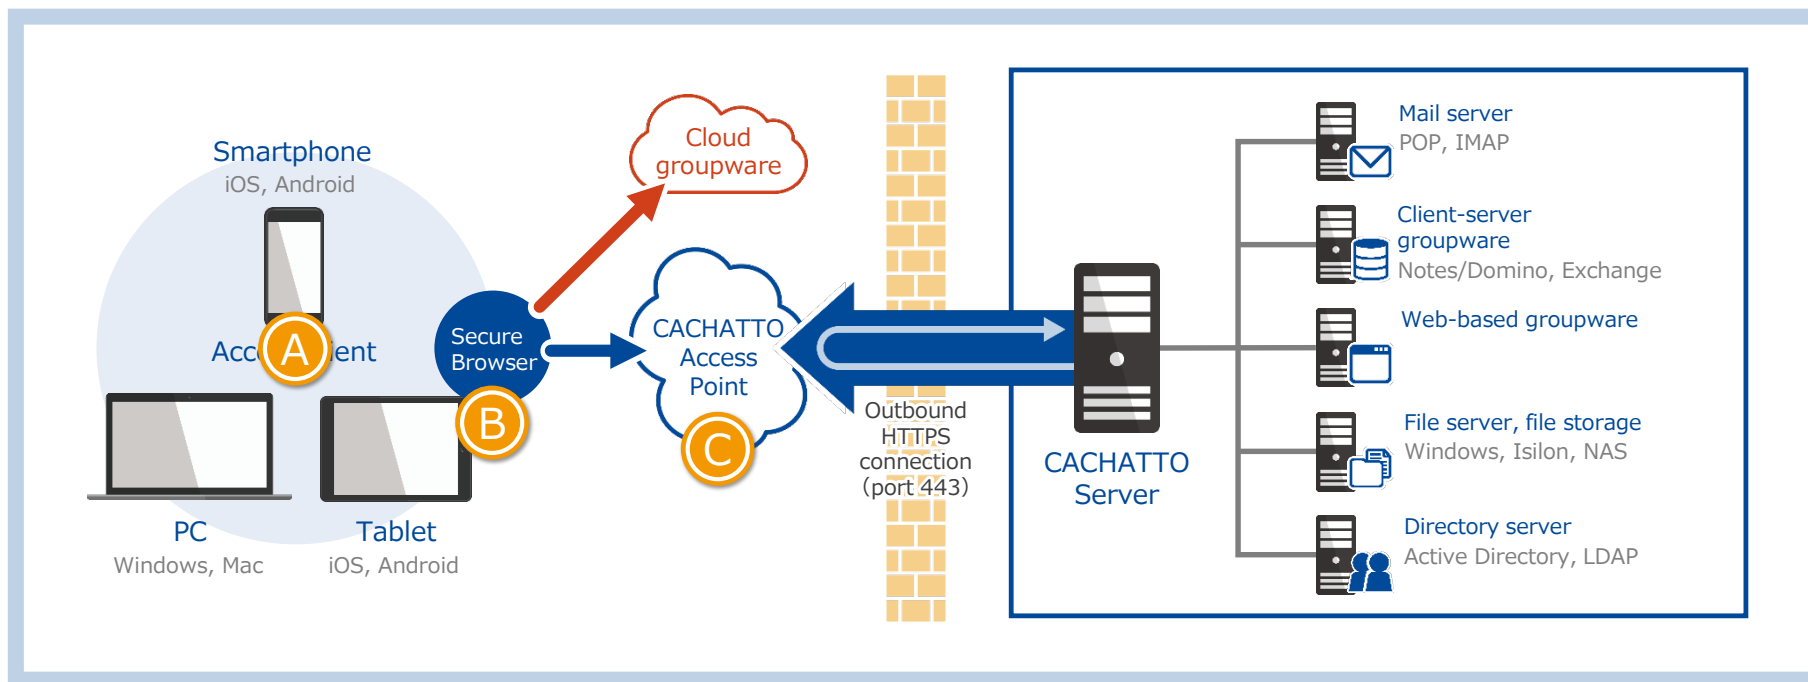 Smartphone
iOS, Android
A
PC
Windows, Mac
Tablet
iOS, Android
Secure
Browser
B
Cloud
groupware
CACHATTO
Access
Point
C
Outbound
HTTPS
connection
(port 443)
CACHATTO
Server
Mail server
POP, IMAP
Client-server
groupware
Notes/Domino, Exchange
Web-based groupware
File server, file storage
Windows, Isilon, NAS
Directory server
Active Directory, LDAP